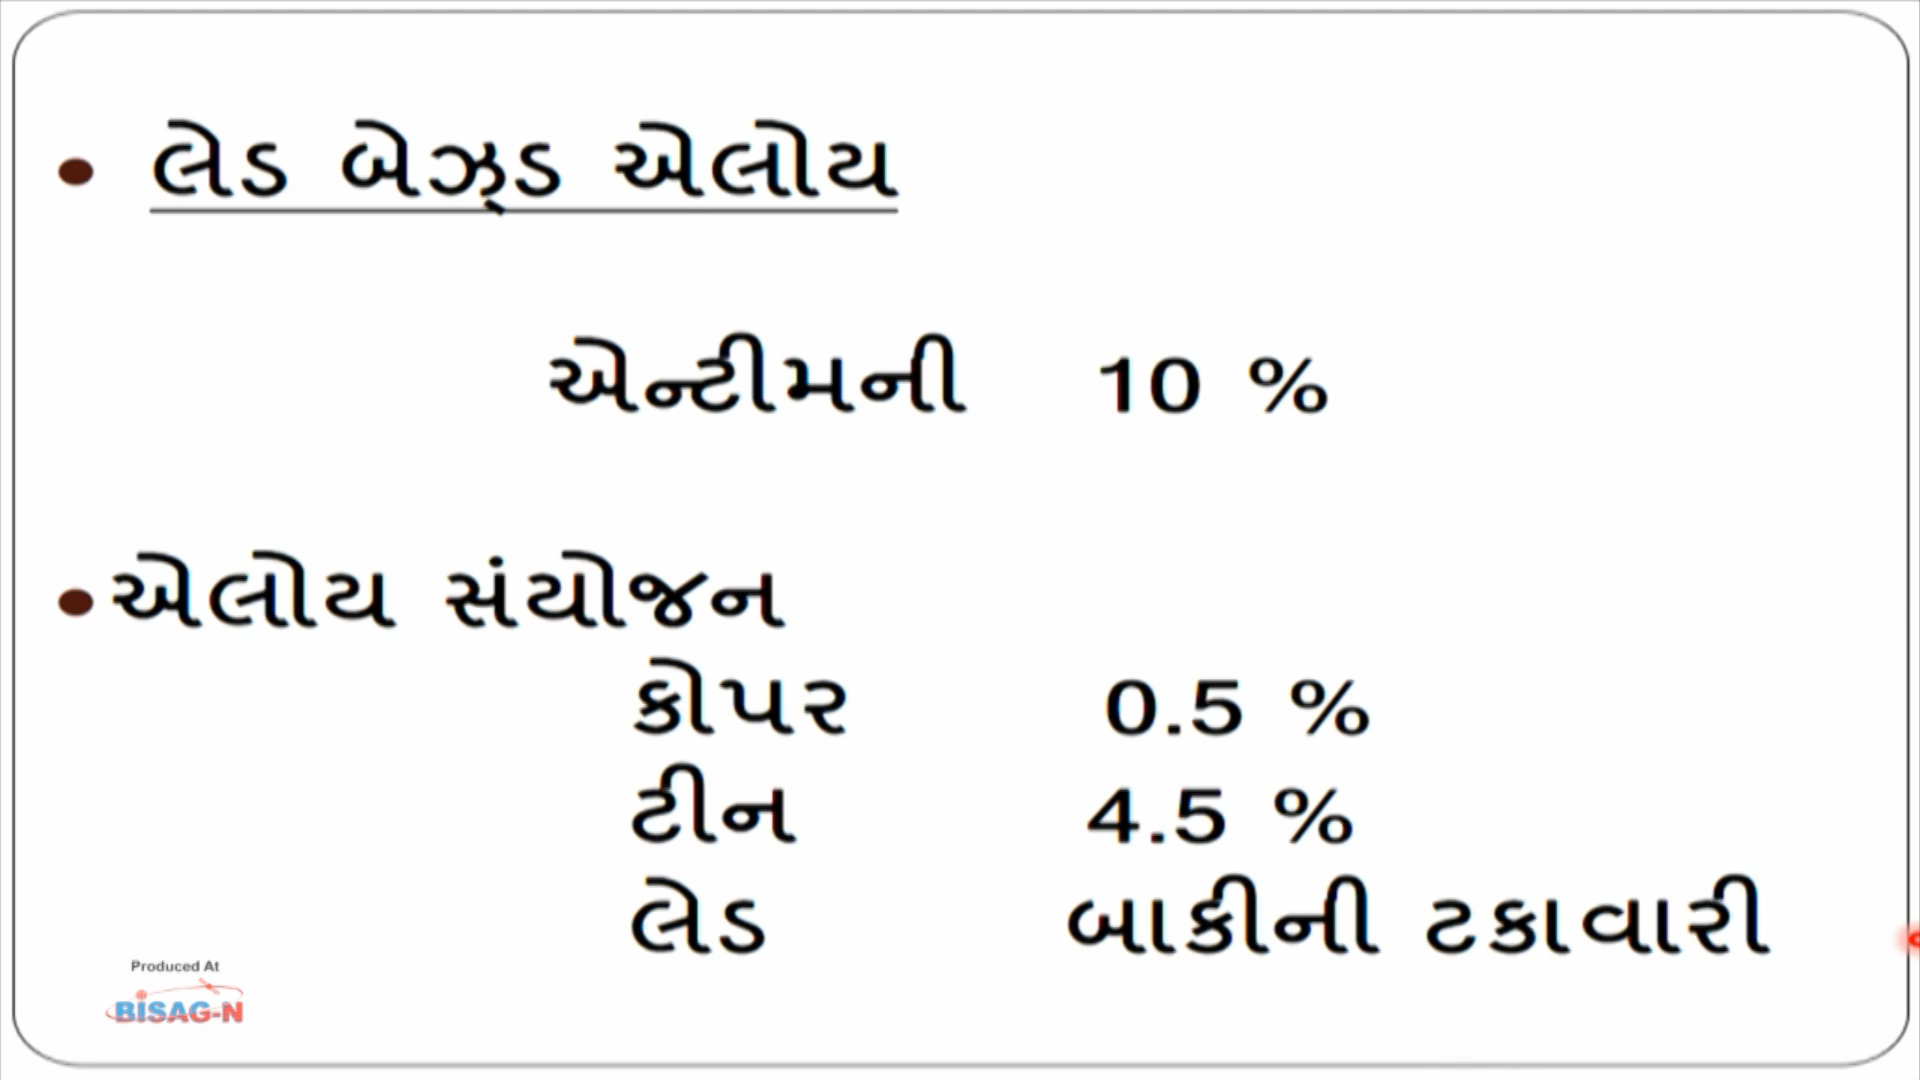 • લેડ બેઝ્ડ એલોય
એન્ટીમની 10 %
• એલોય સંયોજન
કોપર 0.5 %
ટીન 4.5 %
લેડ બાકીની ટકાવારી
Produced At
BISAG-N